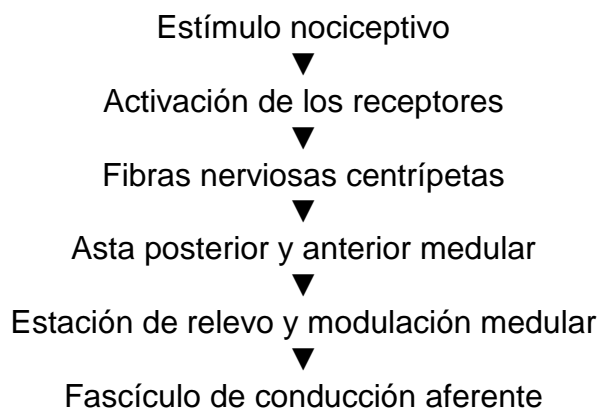 Estímulo nociceptivo
▼
Activación de los receptores
▼
Fibras nerviosas centrípetas
▼
Asta posterior y anterior medular
▼
Estación de relevo y modulación medular
▼
Fascículo de conducción aferente